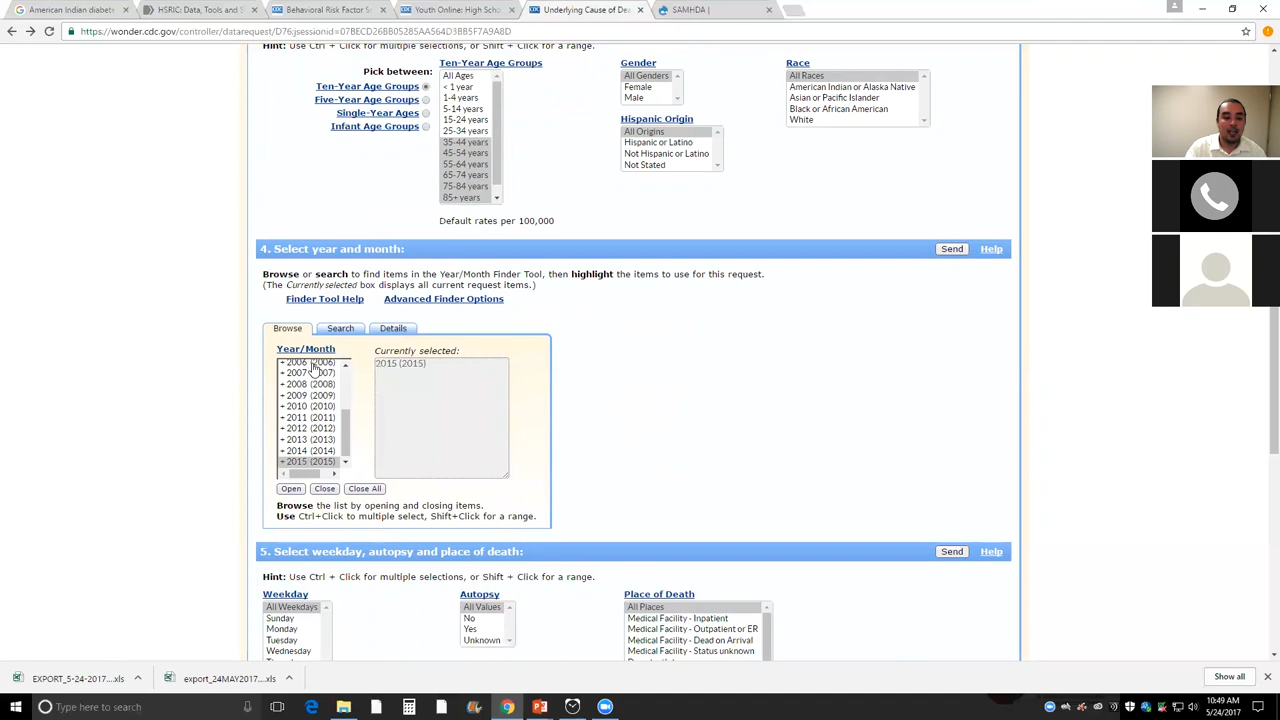 American Indian diabete
HSRIC: Data, Tools and S
Behavioral Risk Factor S
Youth Online: High Scho
Underlying Cause of Dea
SAMHDA |
https://wonder.cdc.gov/controller/datarequest/D76;jsessionid=07BECD26BB05285AA564D3BB5F7A9A8D
Hint: Use Ctrl + Click for multiple selections, or Shift + Click for a range.
Pick between:
Ten-Year Age Groups
Five-Year Age Groups
Single-Year Ages
Infant Age Groups
Ten-Year Age Groups
All Ages
< 1 year
1-4 years
5-14 years
15-24 years
25-34 years
35-44 years
45-54 years
55-64 years
65-74 years
75-84 years
85+ years
Default rates per 100,000
Gender
All Genders
Female
Male
Hispanic Origin
All Origins
Hispanic or Latino
Not Hispanic or Latino
Not Stated
Race
All Races
American Indian or Alaska Native
Asian or Pacific Islander
Black or African American
White
4. Select year and month:
Send
Help
Browse or search to find items in the Year/Month Finder Tool, then highlight the items to use for this request.
(The Currently selected box displays all current request items.)
Finder Tool Help
Advanced Finder Options
Browse
Search
Details
Year/Month
+ 2006 (2006)
+ 2007 (2007)
+ 2008 (2008)
+ 2009 (2009)
+ 2010 (2010)
+ 2011 (2011)
+ 2012 (2012)
+ 2013 (2013)
+ 2014 (2014)
+ 2015 (2015)
Currently selected:
2015 (2015)
Open
Close
Close All
Browse the list by opening and closing items.
Use Ctrl+Click to multiple select, Shift+Click for a range.
5. Select weekday, autopsy and place of death:
Send
Help
Hint: Use Ctrl + Click for multiple selections, or Shift + Click for a range.
Weekday
All Weekdays
Sunday
Monday
Tuesday
Wednesday
Autopsy
All Values
No
Yes
Unknown
Place of Death
All Places
Medical Facility - Inpatient
Medical Facility - Outpatient or ER
Medical Facility - Dead on Arrival
Medical Facility - Status unknown
EXPORT_5-24-2017....xls
export_24MAY2017....xls
Show all
Type here to search
10:49 AM
5/24/2017